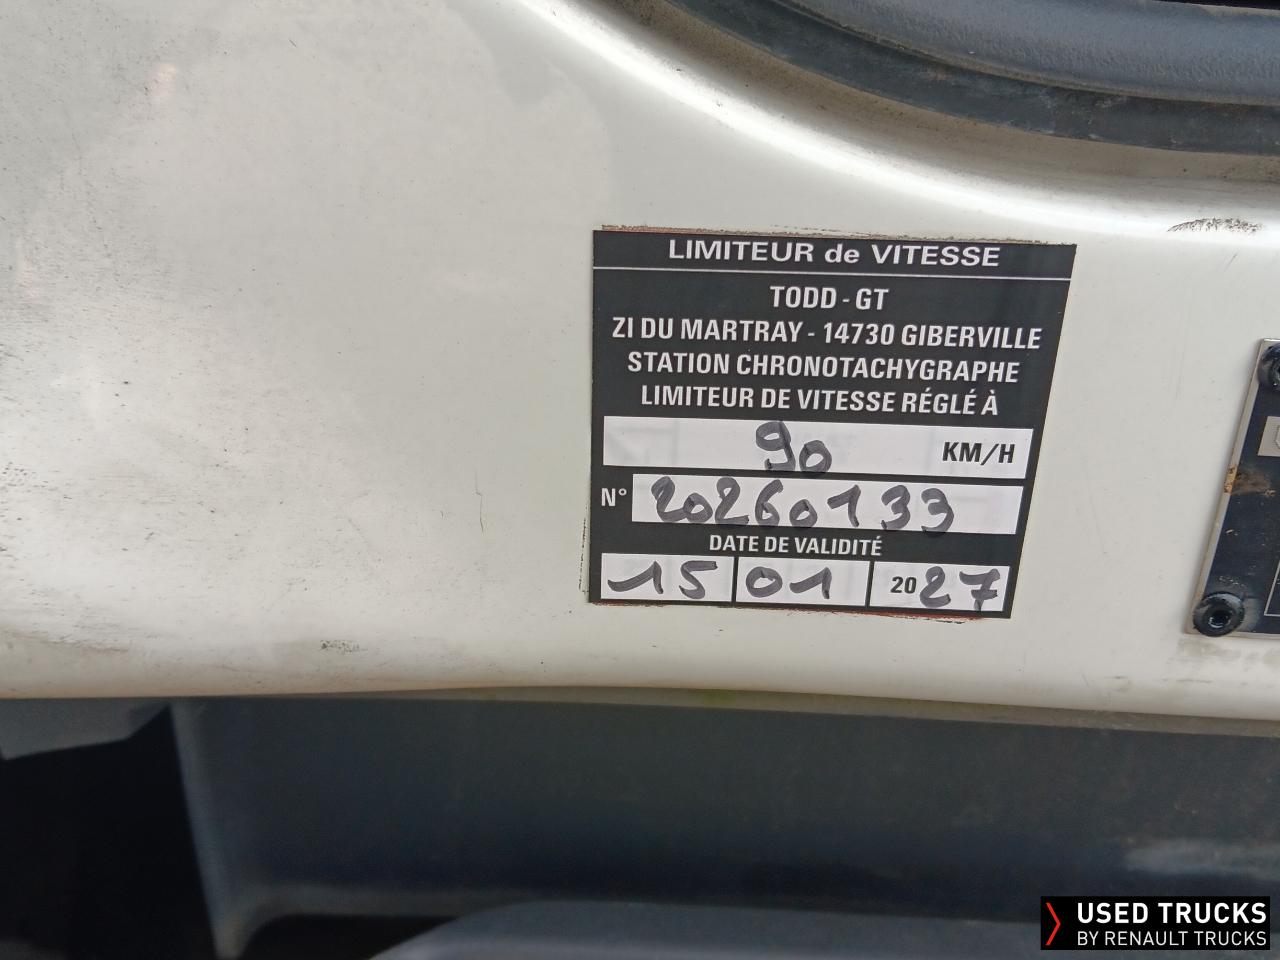 LIMITEUR de VITESSE
TODD - GT
ZI DU MARTRAY - 14730 GIBERVILLE
STATION CHRONOTACHYGRAPHE
LIMITEUR DE VITESSE RÉGLÉ À
90 KM/H
N° 20260133
DATE DE VALIDITÉ
15 01 2027
USED TRUCKS
BY RENAULT TRUCKS